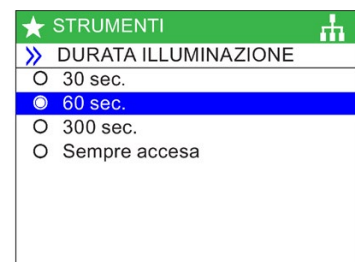 STRUMENTI
DURATA ILLUMINAZIONE
30 sec.
60 sec.
300 sec.
Sempre accesa